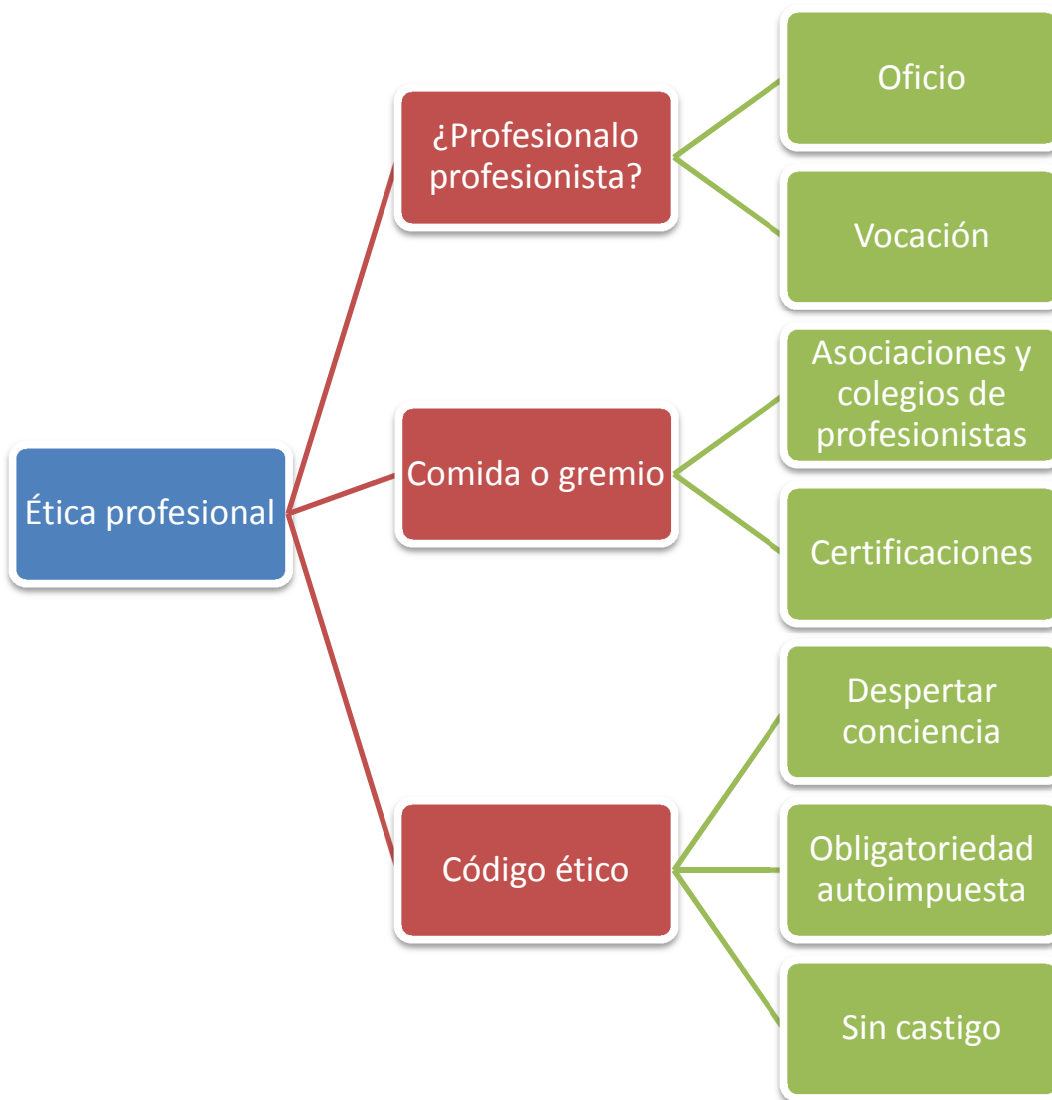 Ética profesional
¿Profesionalo
profesionista?
Oficio
Vocación
Comida o gremio
Asociaciones y
colegios de
profesionistas
Certificaciones
Código ético
Despertar
conciencia
Obligatoriedad
autoimpuesta
Sin castigo